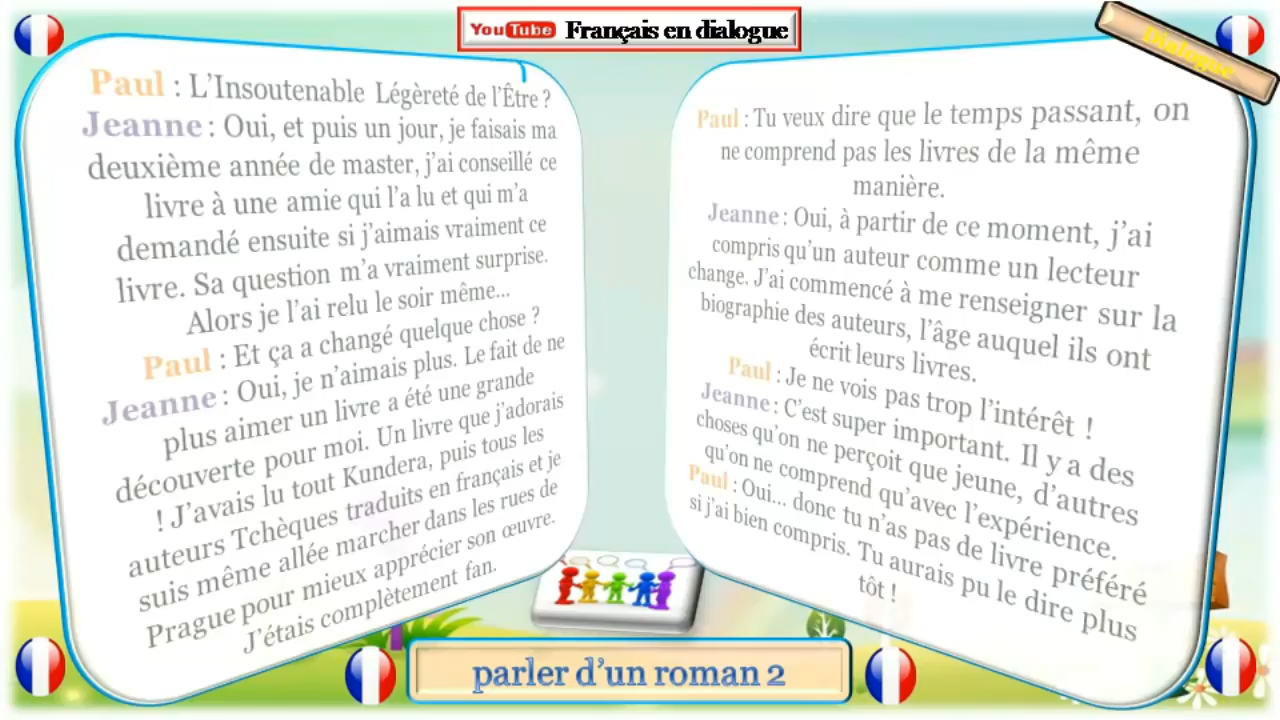 YouTube Français en dialogue
Dialogue
Paul : L'Insoutenable Légèreté de l'Être ?
Jeanne : Oui, et puis un jour, je faisais ma
deuxième année de master, j'ai conseillé ce
livre à une amie qui l'a lu et qui m'a
demandé ensuite si j'aimais vraiment ce
livre. Sa question m'a vraiment surprise.
Alors je l'ai relu le soir même...
Paul : Et ça a changé quelque chose ?
Jeanne : Oui, je n'aimais plus. Le fait de ne
plus aimer un livre a été une grande
découverte pour moi. Un livre que j'adorais
! J'avais lu tout Kundera, puis tous les
auteurs Tchèques traduits en français et je
suis même allée marcher dans les rues de
Prague pour mieux apprécier son œuvre.
J'étais complètement fan.
Paul : Tu veux dire que le temps passant, on
ne comprend pas les livres de la même
manière.
Jeanne : Oui, à partir de ce moment, j'ai
compris qu'un auteur comme un lecteur
change. J'ai commencé à me renseigner sur la
biographie des auteurs, l'âge auquel ils ont
écrit leurs livres.
Paul : Je ne vois pas trop l'intérêt !
Jeanne : C'est super important. Il y a des
choses qu'on ne perçoit que jeune, d'autres
qu'on ne comprend qu'avec l'expérience.
Paul : Oui... donc tu n'as pas de livre préféré
si j'ai bien compris. Tu aurais pu le dire plus
tôt !
parler d'un roman 2